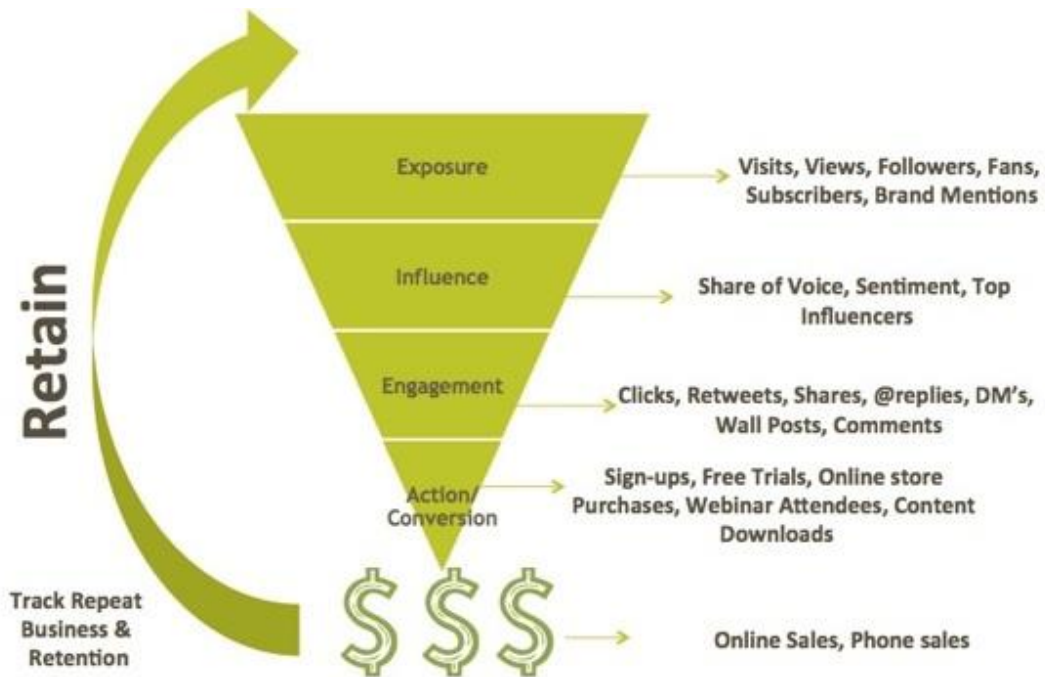 Exposure
Visits, Views, Followers, Fans,
Subscribers, Brand Mentions
Influence
Share of Voice, Sentiment, Top
Influencers
Engagement
Clicks, Retweets, Shares, @replies, DM's,
Wall Posts, Comments
Action/
Conversion
Sign-ups, Free Trials, Online store
Purchases, Webinar Attendees, Content
Downloads
$ $ $
Online Sales, Phone sales
Retain
Track Repeat
Business &
Retention